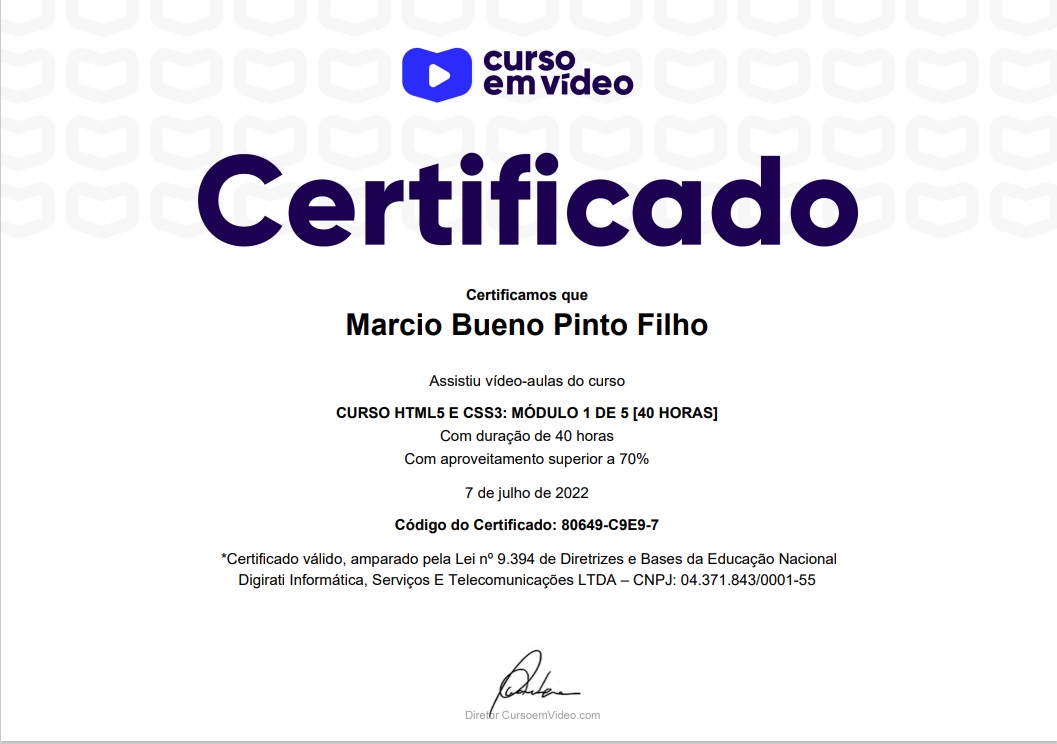 curso
em vídeo
Certificado
Certificamos que
Marcio Bueno Pinto Filho
Assistiu vídeo-aulas do curso
CURSO HTML5 E CSS3: MÓDULO 1 DE 5 [40 HORAS]
Com duração de 40 horas
Com aproveitamento superior a 70%
7 de julho de 2022
Código do Certificado: 80649-C9E9-7
*Certificado válido, amparado pela Lei nº 9.394 de Diretrizes e Bases da Educação Nacional
Digirati Informática, Serviços E Telecomunicações LTDA – CNPJ: 04.371.843/0001-55
Diretor CursoemVideo.com